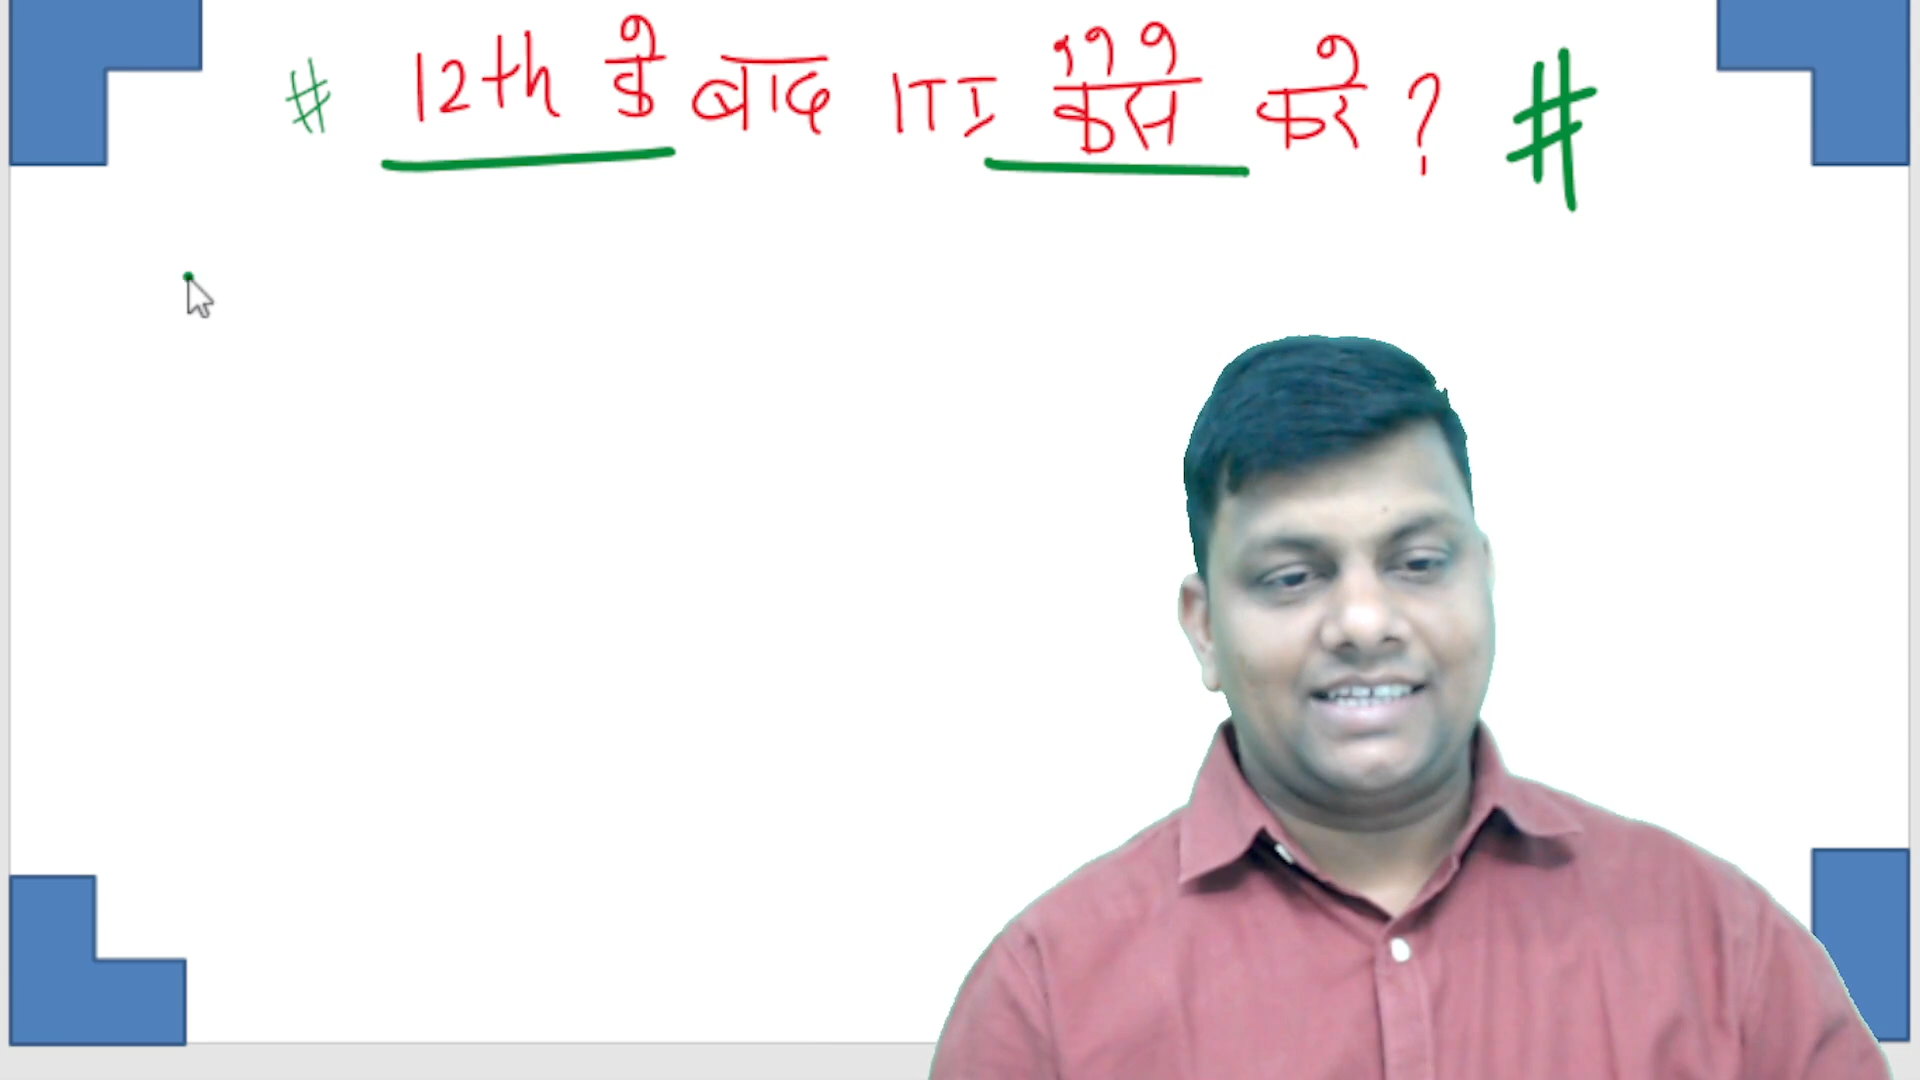 # 12th के बाद ITI कैसे करे ? #